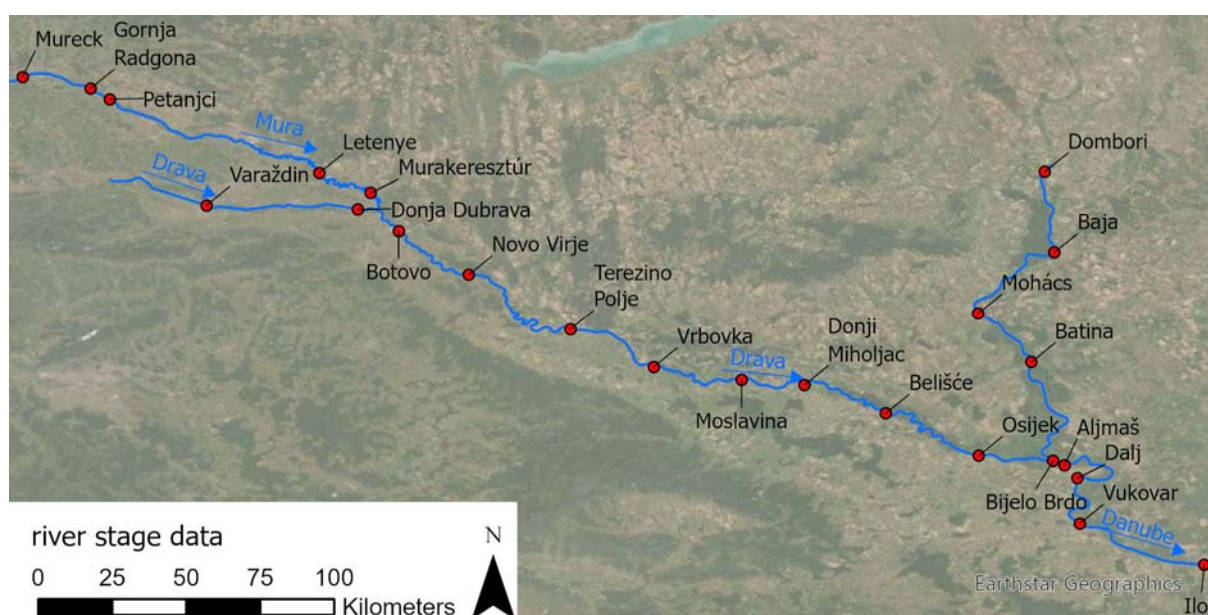 Mureck
Gornja
Radgona
Petanjci
Mura
Letenye
Murakeresztúr
Drava
Varaždin
Donja Dubrava
Botovo
Novo Virje
Terezino
Polje
Vrbovka
Drava
Moslavina
Donji
Miholjac
Belišće
Osijek
Dombori
Baja
Mohács
Batina
Aljmaš
Dalj
Bijelo Brdo
Vukovar
Danube
Ilo
Earthstar Geographics
river stage data
N
0 25 50 75 100
Kilometers